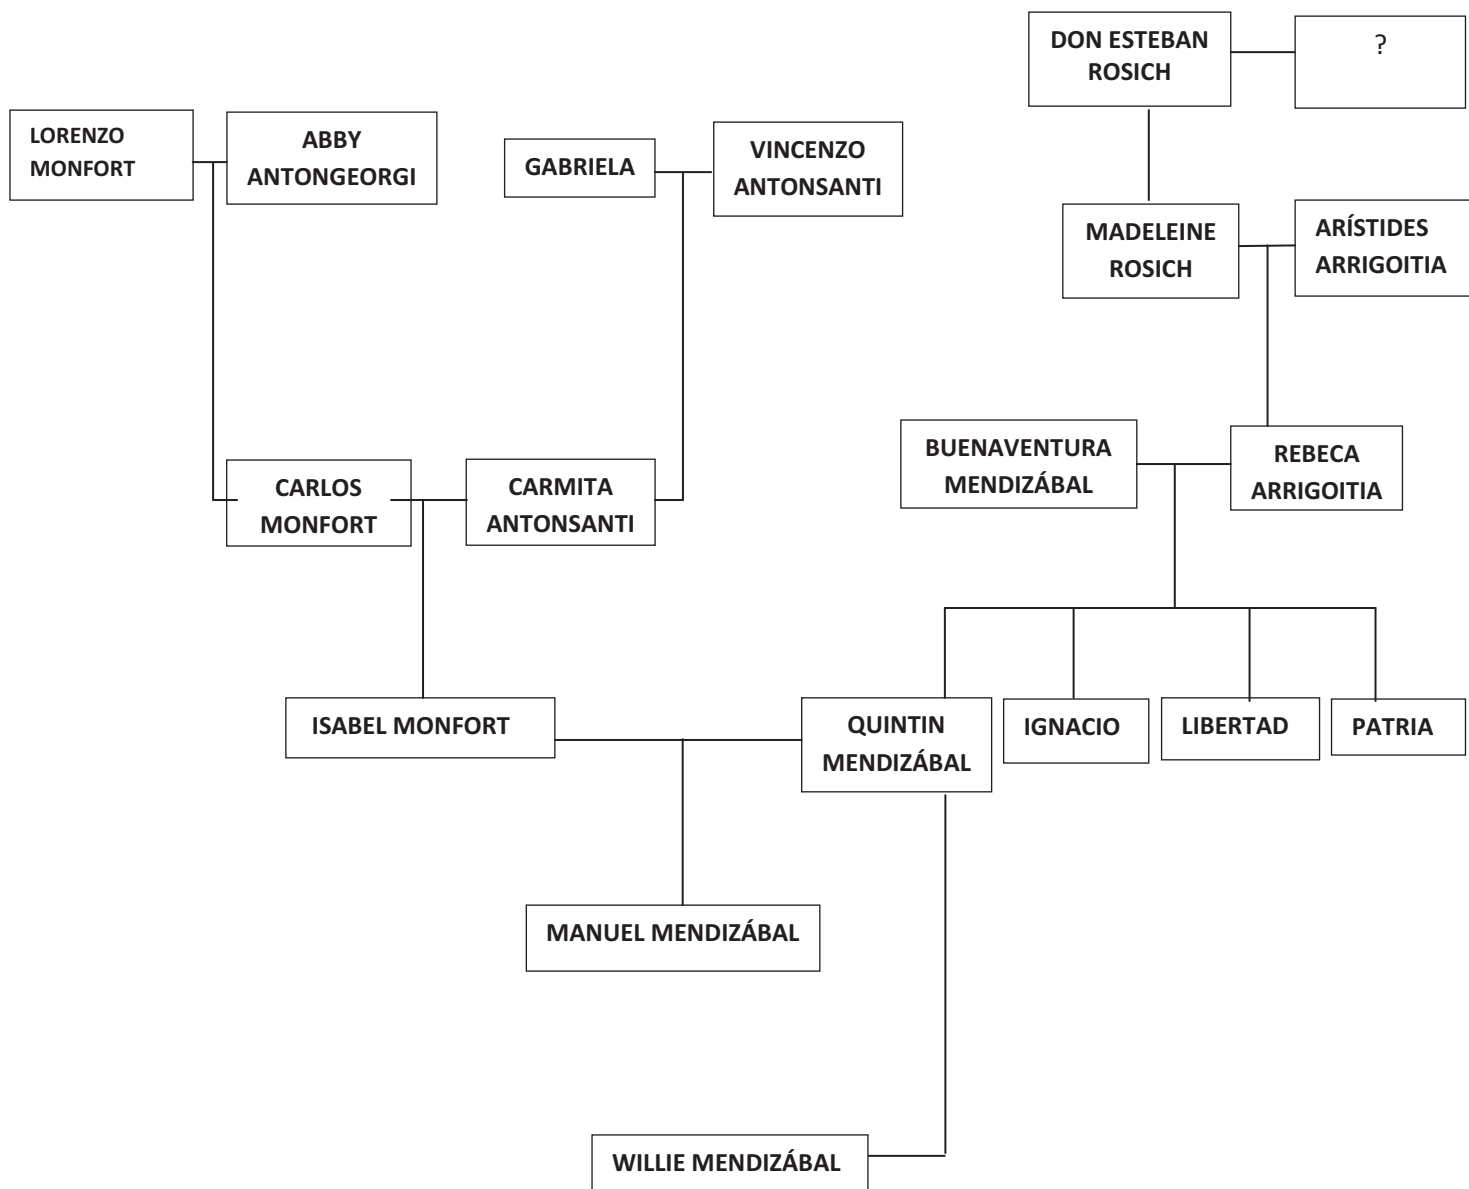 DON ESTEBAN
ROSICH
?
LORENZO
MONFORT
ABBY
ANTONGEORGI
GABRIELA
VINCENZO
ANTONSANTI
MADELEINE
ROSICH
ARÍSTIDES
ARRIGOITIA
BUENAVENTURA
MENDIZÁBAL
REBECA
ARRIGOITIA
CARLOS
MONFORT
CARMITA
ANTONSANTI
ISABEL MONFORT
QUINTIN
MENDIZÁBAL
IGNACIO
LIBERTAD
PATRIA
MANUEL MENDIZÁBAL
WILLIE MENDIZÁBAL